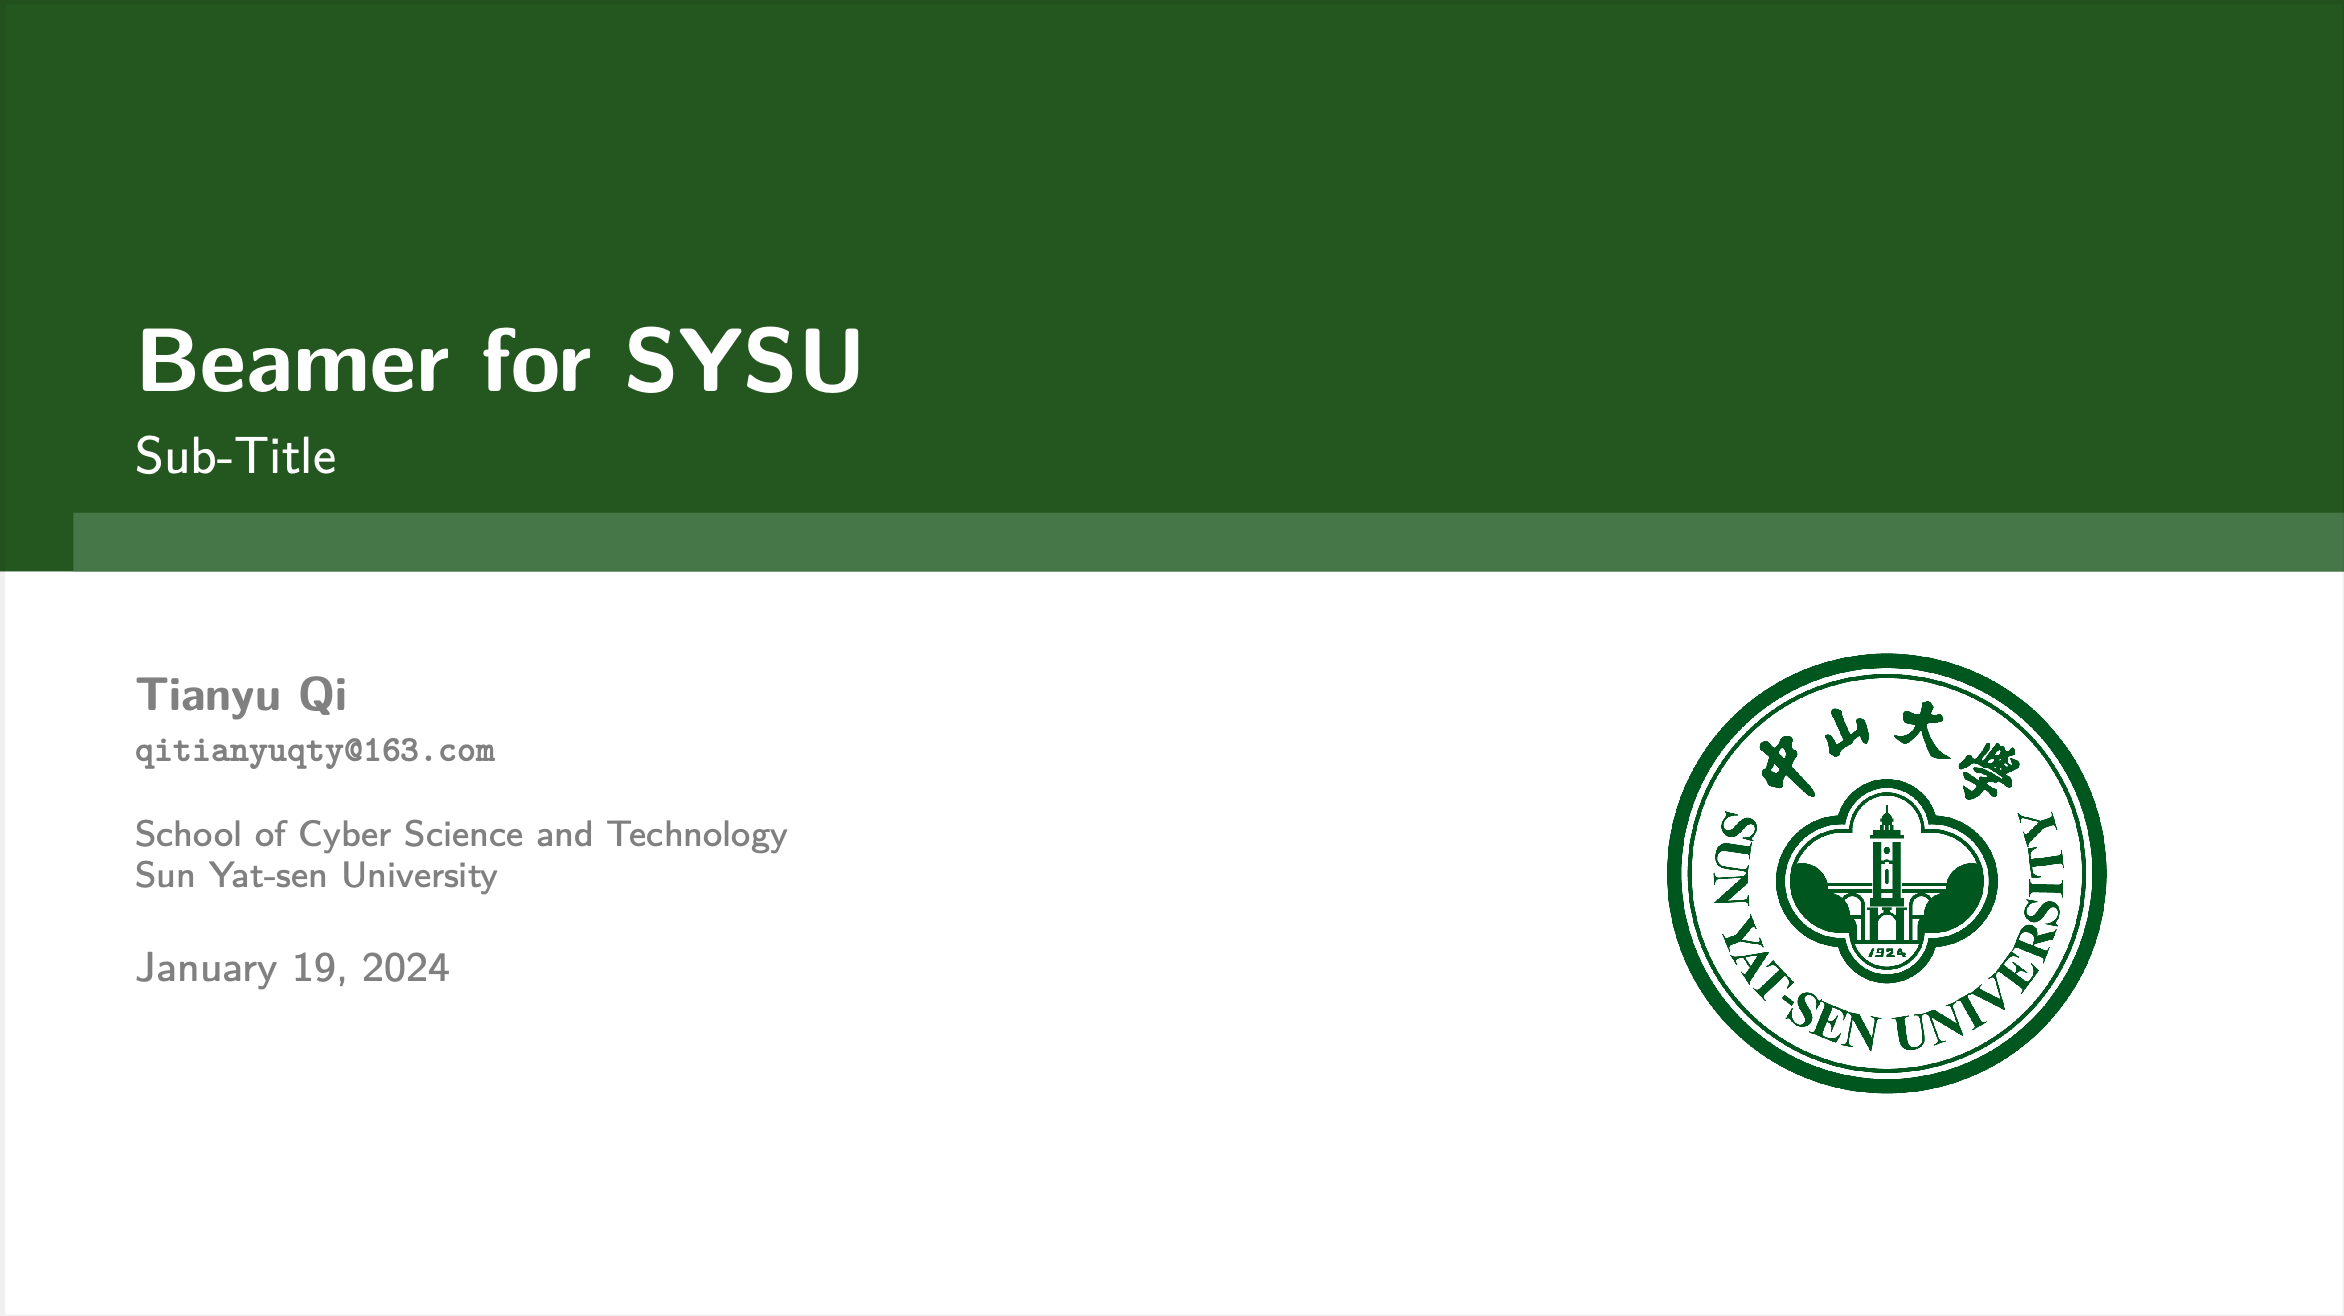 Beamer for SYSU
Sub-Title
Tianyu Qi
qitianyuqty@163.com
School of Cyber Science and Technology
Sun Yat-sen University
January 19, 2024
中山大學
SUN YAT-SEN UNIVERSITY
1924